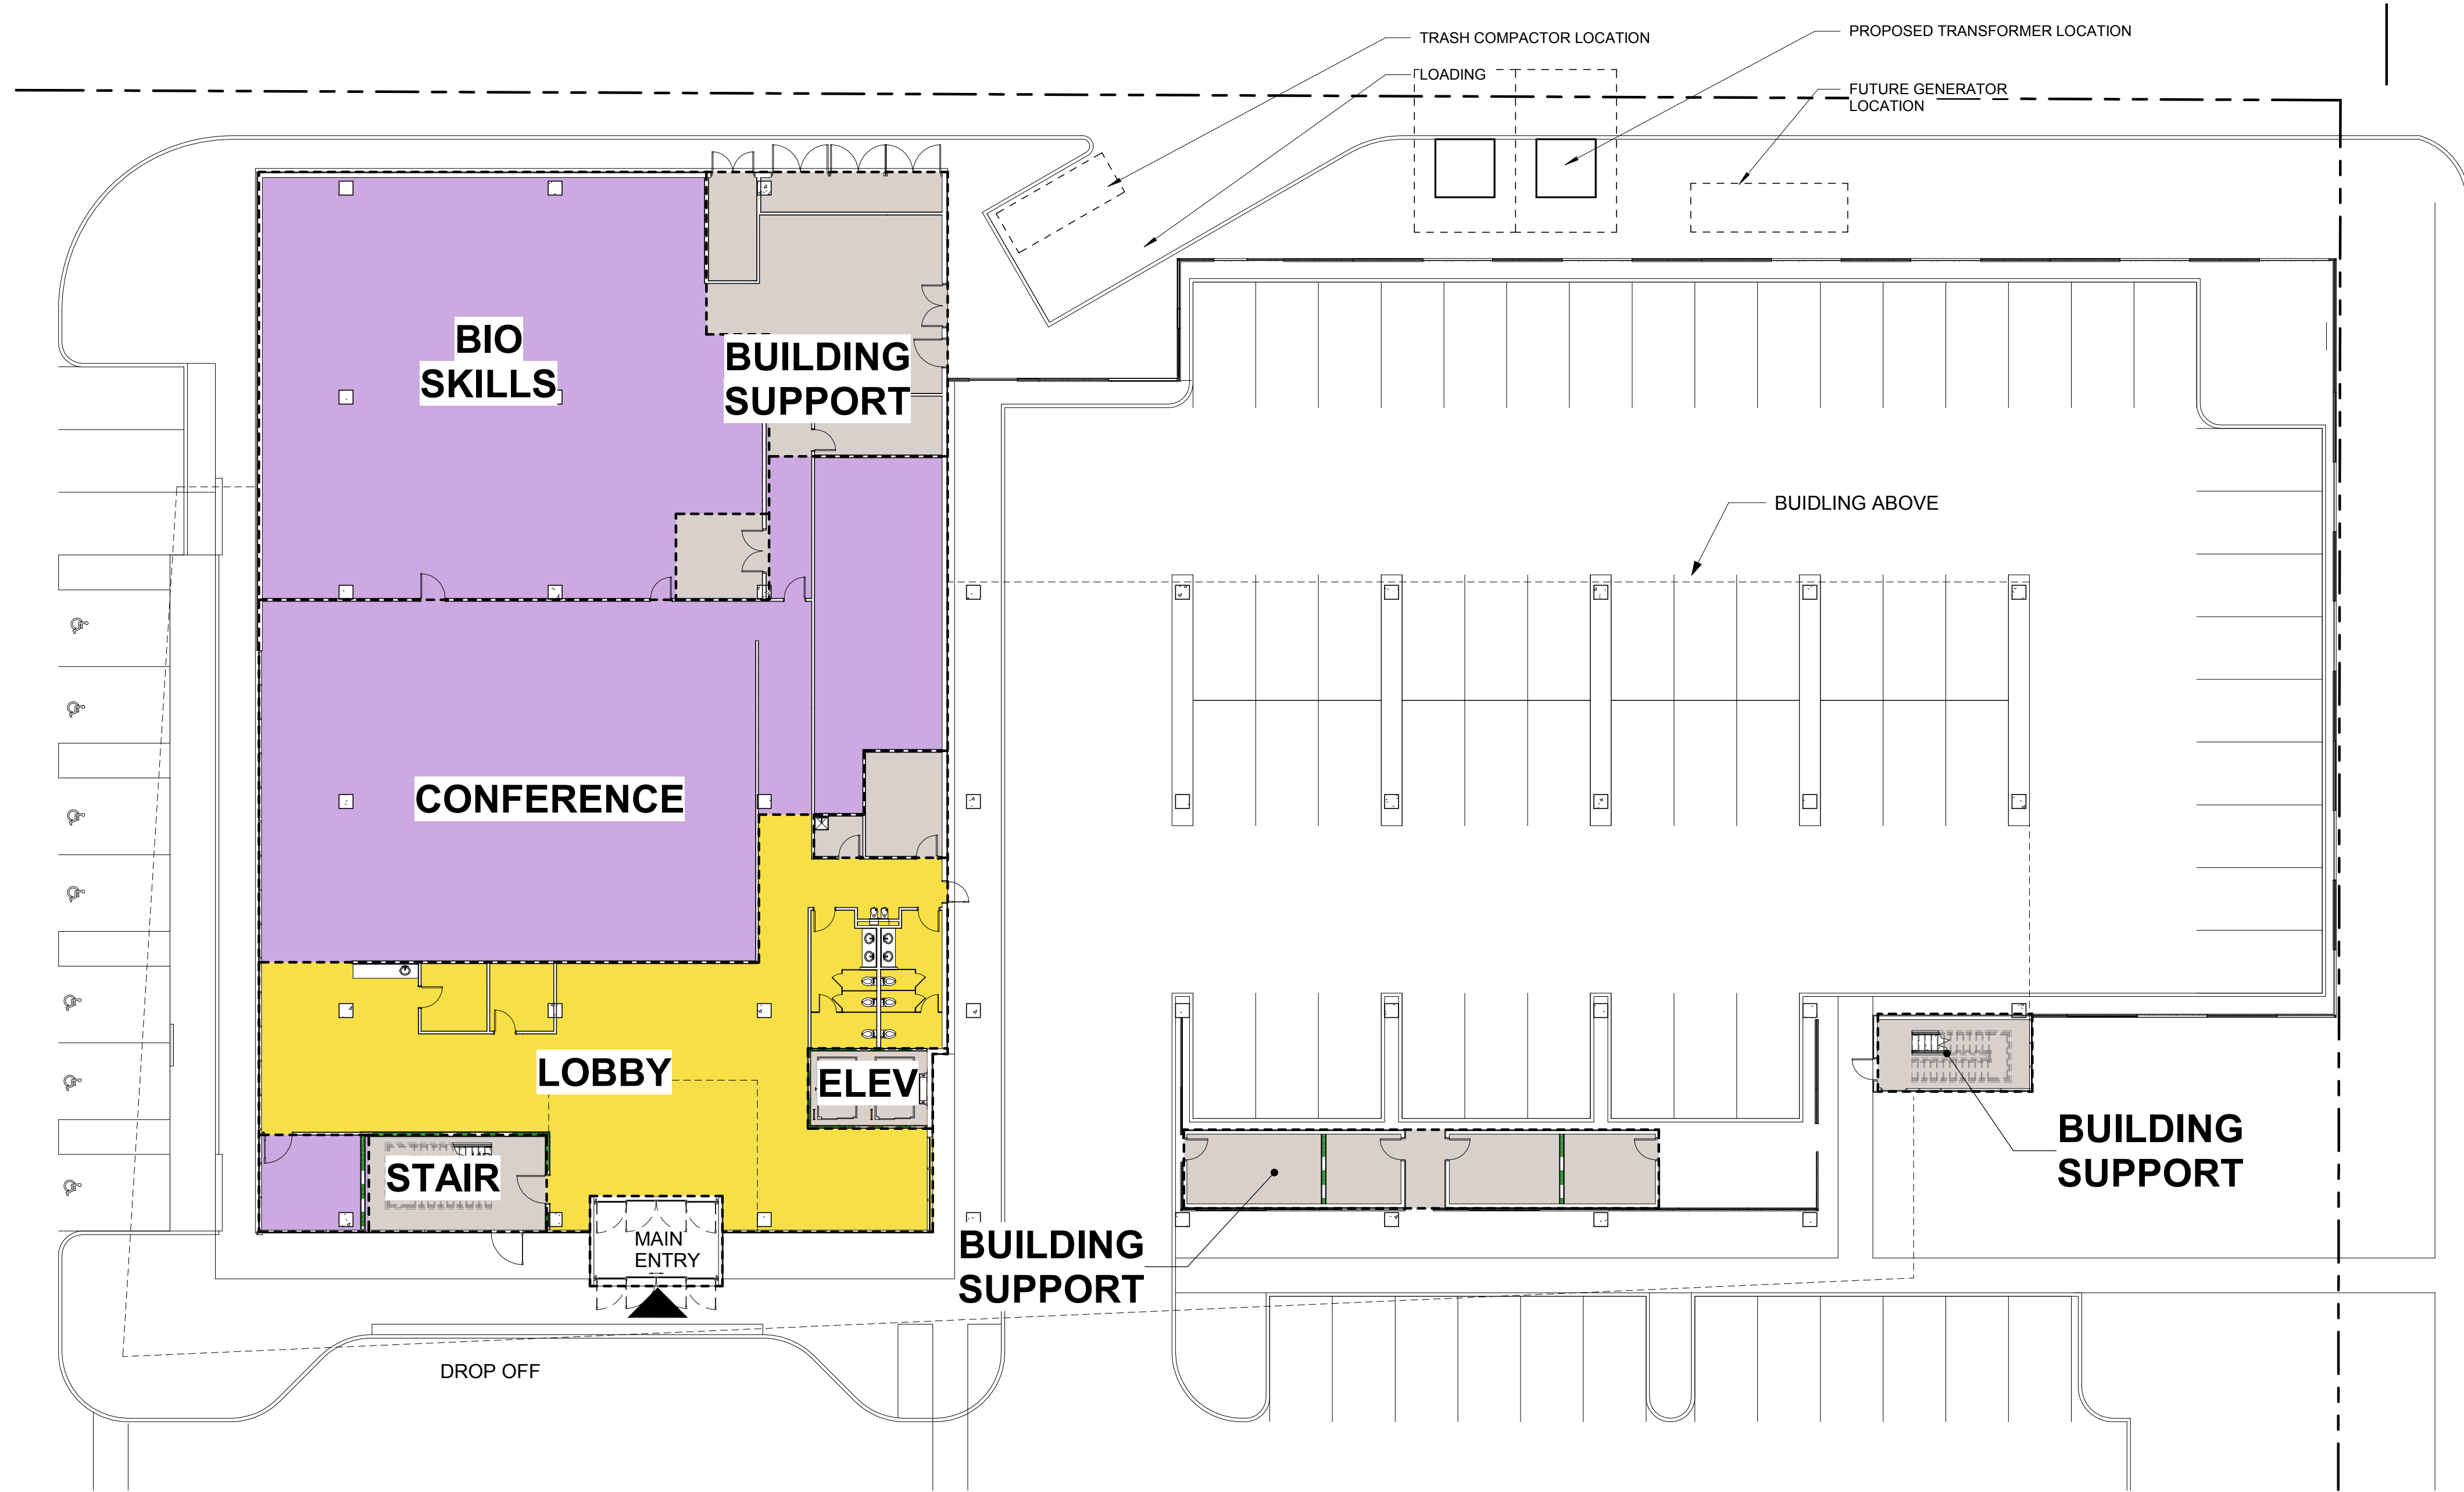 TRASH COMPACTOR LOCATION
PROPOSED TRANSFORMER LOCATION
LOADING
FUTURE GENERATOR
LOCATION
BIO
SKILLS
BUILDING
SUPPORT
BUIDLING ABOVE
CONFERENCE
LOBBY
ELEV
STAIR
BUILDING
SUPPORT
MAIN
ENTRY
BUILDING
SUPPORT
DROP OFF